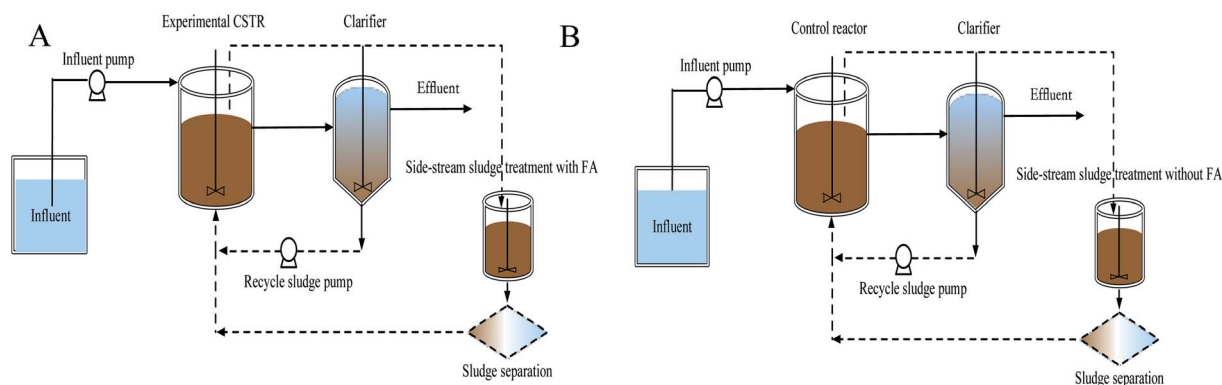 A
Experimental CSTR
Clarifier
Influent pump
Effluent
Side-stream sludge treatment with FA
Influent
Recycle sludge pump
Sludge separation
B
Control reactor
Clarifier
Influent pump
Effluent
Side-stream sludge treatment without FA
Influent
Recycle sludge pump
Sludge separation